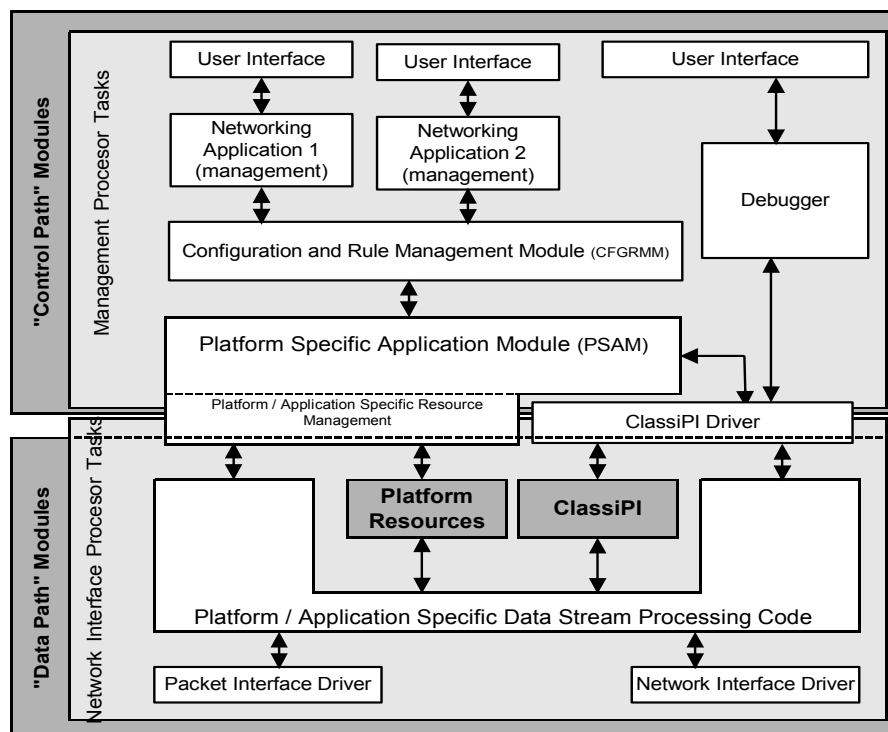 "Control Path" Modules
Management Procesor Tasks
User Interface
User Interface
User Interface
Networking
Application 1
(management)
Networking
Application 2
(management)
Debugger
Configuration and Rule Management Module (CFGRMM)
Platform Specific Application Module (PSAM)
Platform / Application Specific Resource
Management
ClassiPI Driver
"Data Path" Modules
Network Interface Procesor Tasks
Platform
Resources
ClassiPI
Platform / Application Specific Data Stream Processing Code
Packet Interface Driver
Network Interface Driver